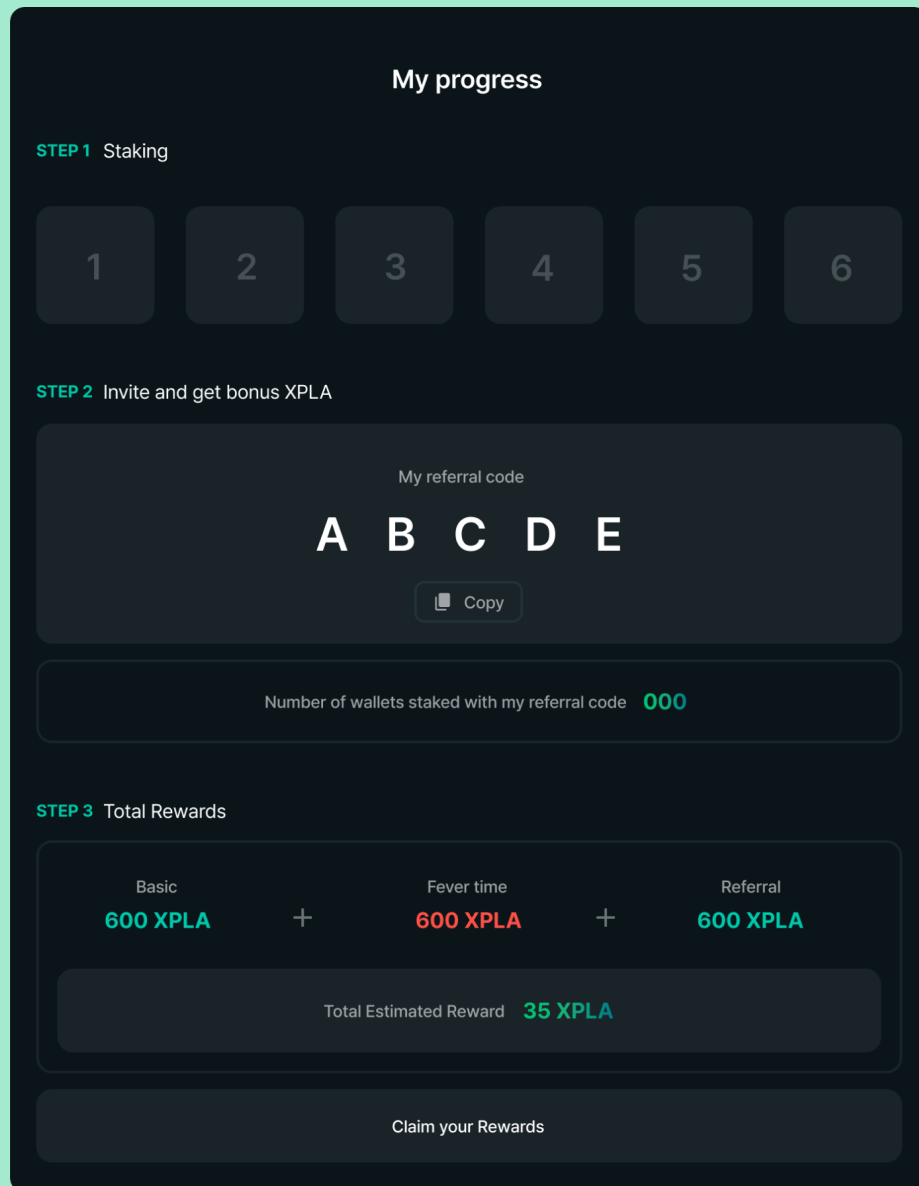 My progress
STEP 1 Staking
1 2 3 4 5 6
STEP 2 Invite and get bonus XPLA
My referral code
A B C D E
Copy
Number of wallets staked with my referral code 000
STEP 3 Total Rewards
Basic Fever time Referral
600 XPLA + 600 XPLA + 600 XPLA
Total Estimated Reward 35 XPLA
Claim your Rewards